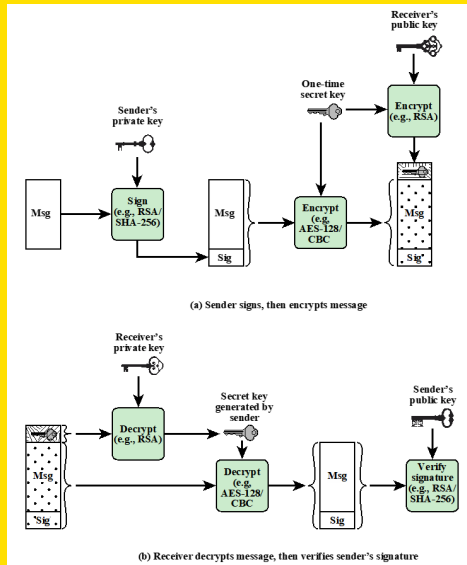 Receiver's
public key
One-time
secret key
Encrypt
(e.g., RSA)
Sender's
private key
Msg
Sign
(e.g., RSA/
SHA-256)
Msg
Sig
Encrypt
(e.g,
AES-128/
CBC
Msg
Sig
(a) Sender signs, then encrypts message
Receiver's
private key
Decrypt
(e.g., RSA)
Secret key
generated by
sender
Sender's
public key
Msg
Sig
Decrypt
(e.g,
AES-128/
CBC
Msg
Sig
Verify
signature
(e.g., RSA/
SHA-256)
(b) Receiver decrypts message, then verifies sender's signature